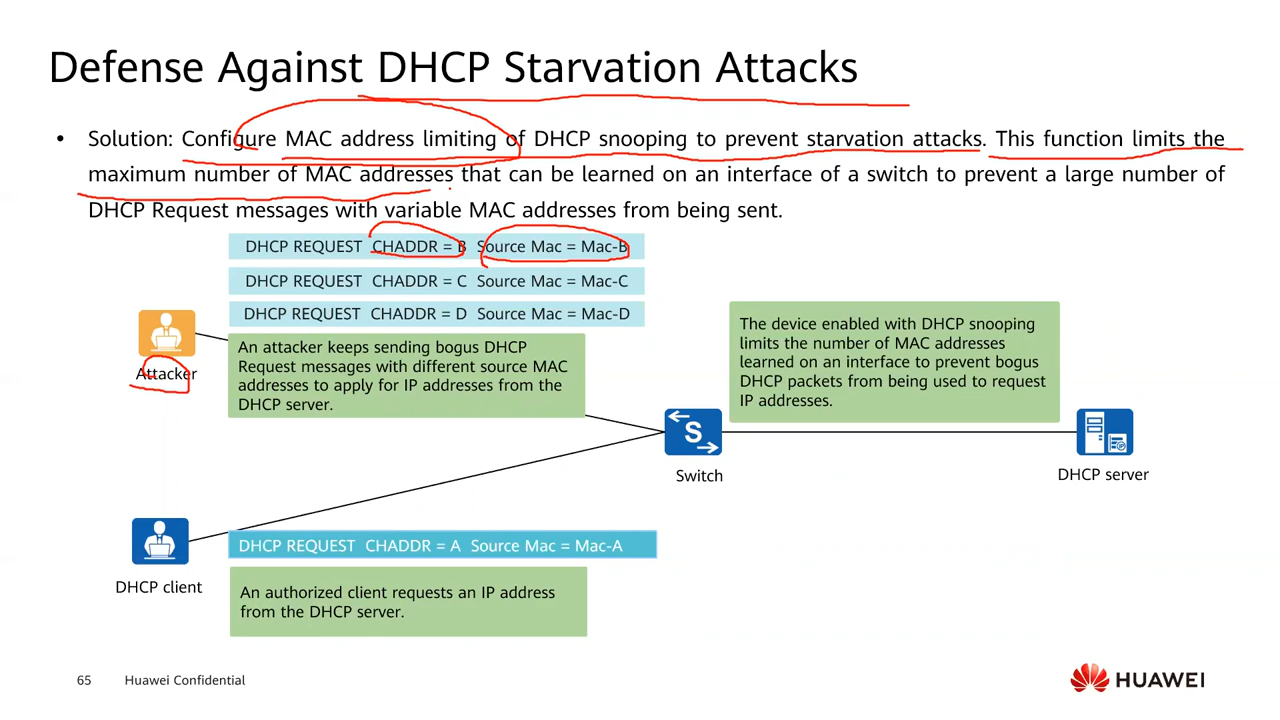 Defense Against DHCP Starvation Attacks
• Solution: Configure MAC address limiting of DHCP snooping to prevent starvation attacks. This function limits the
maximum number of MAC addresses that can be learned on an interface of a switch to prevent a large number of
DHCP Request messages with variable MAC addresses from being sent.
DHCP REQUEST CHADDR = B Source Mac = Mac-B
DHCP REQUEST CHADDR = C Source Mac = Mac-C
DHCP REQUEST CHADDR = D Source Mac = Mac-D
Attacker
An attacker keeps sending bogus DHCP
Request messages with different source MAC
addresses to apply for IP addresses from the
DHCP server.
The device enabled with DHCP snooping
limits the number of MAC addresses
learned on an interface to prevent bogus
DHCP packets from being used to request
IP addresses.
S
Switch
DHCP server
DHCP REQUEST CHADDR = A Source Mac = Mac-A
DHCP client
An authorized client requests an IP address
from the DHCP server.
65 Huawei Confidential
HUAWEI